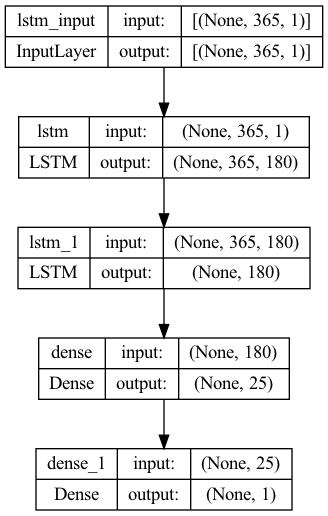 lstm_input input: [(None, 365, 1)]
InputLayer output: [(None, 365, 1)]
lstm input: (None, 365, 1)
LSTM output: (None, 365, 180)
lstm_1 input: (None, 365, 180)
LSTM output: (None, 180)
dense input: (None, 180)
Dense output: (None, 25)
dense_1 input: (None, 25)
Dense output: (None, 1)